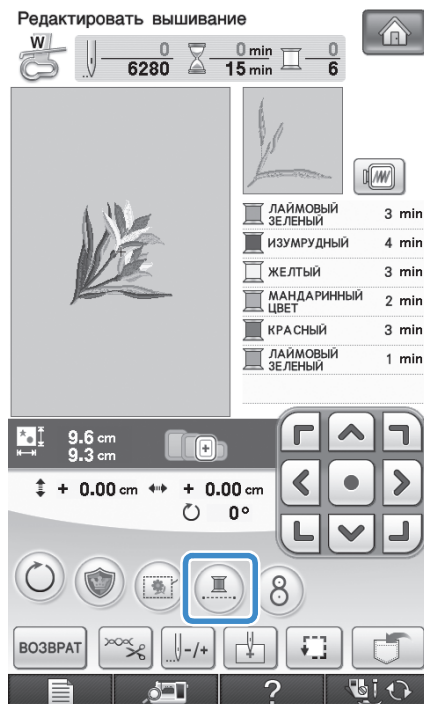 Редактировать вышивание
W
0
6280
0 min
15 min
0
6
ЛАЙМОВЫЙ
ЗЕЛЕНЫЙ
3 min
ИЗУМРУДНЫЙ
4 min
ЖЕЛТЫЙ
3 min
МАНДАРИННЫЙ
ЦВЕТ
2 min
КРАСНЫЙ
3 min
ЛАЙМОВЫЙ
ЗЕЛЕНЫЙ
1 min
9.6 cm
9.3 cm
+ 0.00 cm + 0.00 cm
0°
8
ВОЗВРАТ
-/+
?
i